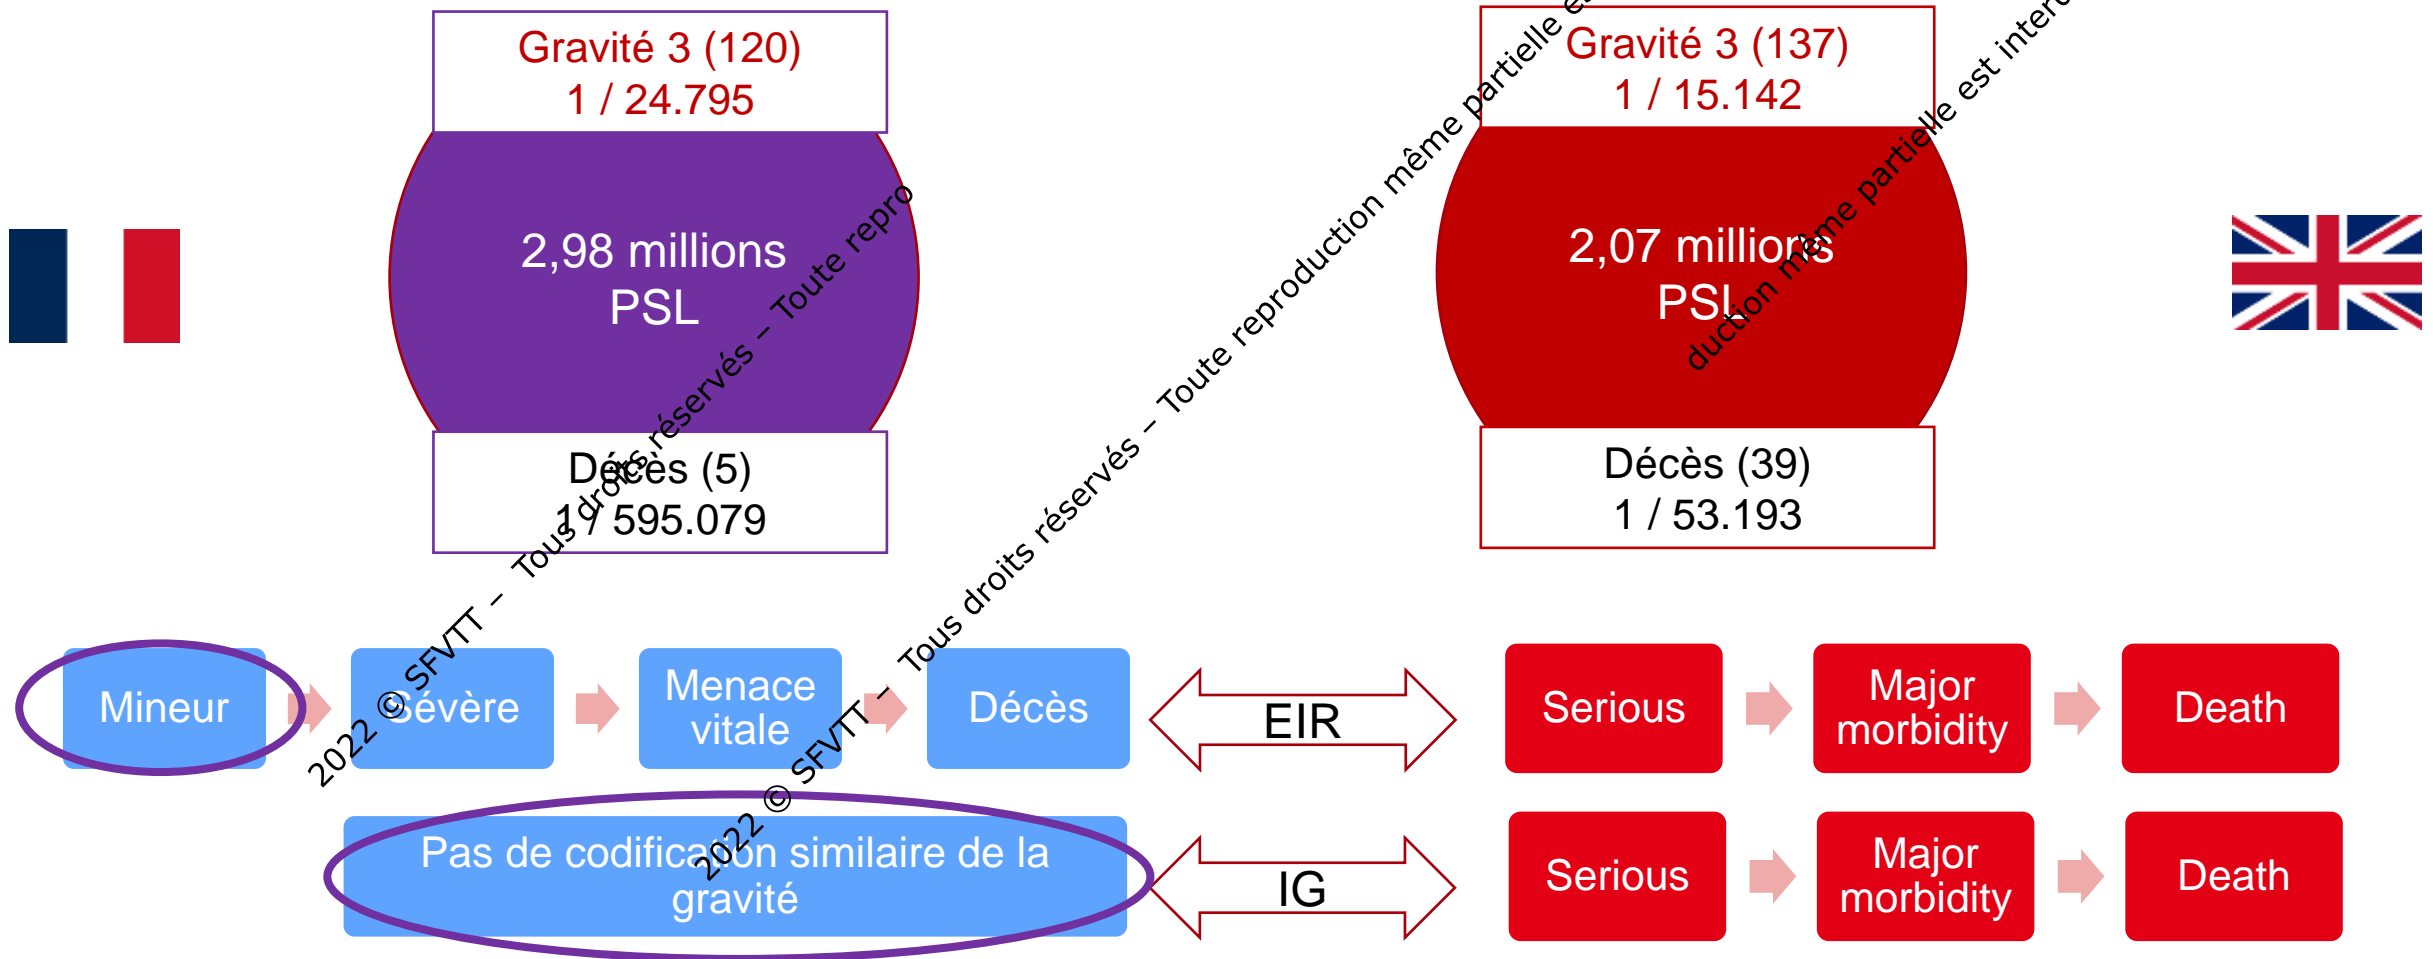 Gravité 3 (120)
1 / 24.795
2,98 millions
PSL
Décès (5)
1 / 595.079
Gravité 3 (137)
1 / 15.142
2,07 millions
PSL
Décès (39)
1 / 53.193
Mineur
Sévère
Menace
vitale
Décès
EIR
Serious
Major
morbidity
Death
Pas de codification similaire de la
gravité
IG
Serious
Major
morbidity
Death
2022 © SFVTT – Tous droits réservés – Toute repro
2022 © SFVTT – Tous droits réservés – Toute reproduction même partielle
duction même partielle est